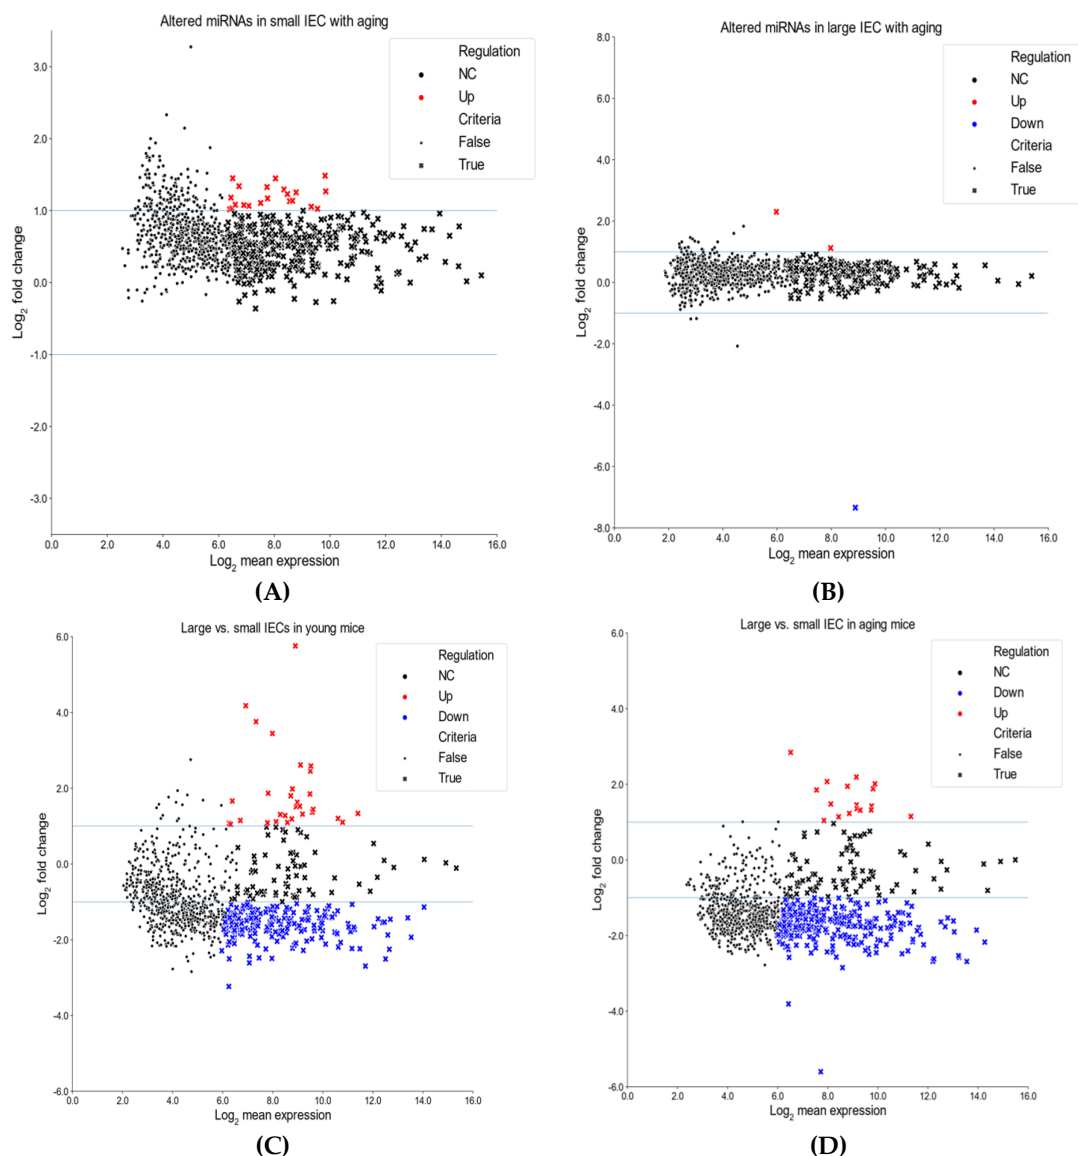 Altered miRNAs in small IEC with aging
Regulation
NC
Up
Criteria
False
True
3.0
2.0
1.0
0.0
-1.0
-2.0
-3.0
Log2 fold change
0.0 2.0 4.0 6.0 8.0 10.0 12.0 14.0 16.0
Log2 mean expression
(A)
Altered miRNAs in large IEC with aging
Regulation
NC
Up
Down
Criteria
False
True
8.0
6.0
4.0
2.0
0.0
-2.0
-4.0
-6.0
-8.0
Log2 fold change
0.0 2.0 4.0 6.0 8.0 10.0 12.0 14.0 16.0
Log2 mean expression
(B)
Large vs. small IECs in young mice
Regulation
NC
Up
Down
Criteria
False
True
6.0
4.0
2.0
0.0
-2.0
-4.0
-6.0
Log2 fold change
0.0 2.0 4.0 6.0 8.0 10.0 12.0 14.0 16.0
Log2 mean expression
(C)
Large vs. small IEC in aging mice
Regulation
NC
Down
Up
Criteria
False
True
6.0
4.0
2.0
0.0
-2.0
-4.0
-6.0
Log2 fold change
0.0 2.0 4.0 6.0 8.0 10.0 12.0 14.0 16.0
Log2 mean expression
(D)